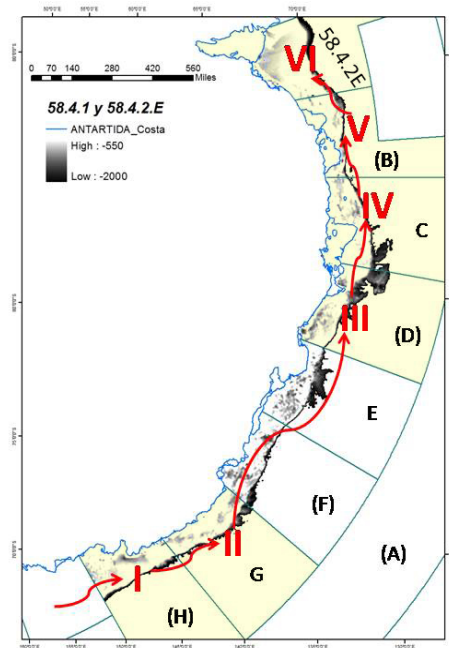 0 70 140 280 420 560
Miles
58.4.1 y 58.4.2.E
ANTARTIDA_Costa
High : -550
Low : -2000
58.4.2E
VI
V
(B)
IV
C
III
(D)
E
(F)
(A)
II
G
I
(H)